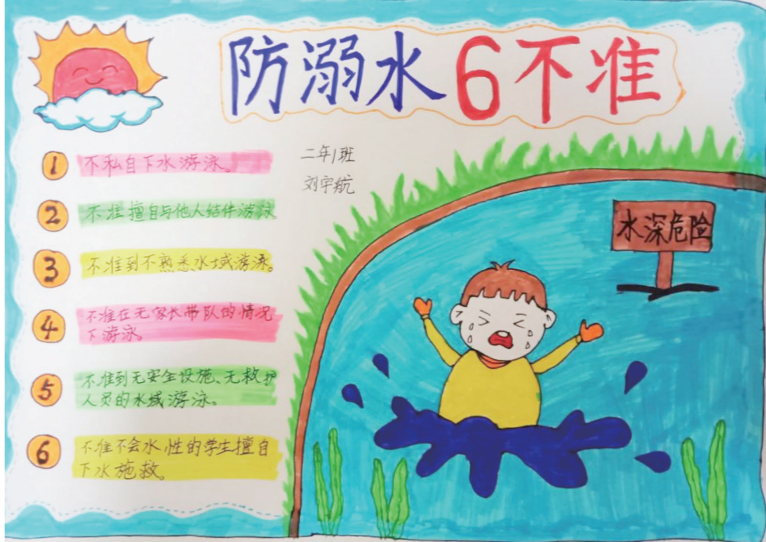 防溺水6不准
二年1班
刘宇航
1 不私自下水游泳。
2 不准擅自与他人结伴游泳
3 不准到不熟悉水域游泳。
4 不准在无家长带队的情况
下游泳
5 不准到无安全设施、无救护
人员的水域游泳。
6 不准不会水性的学生擅自
下水施救。
水深危险